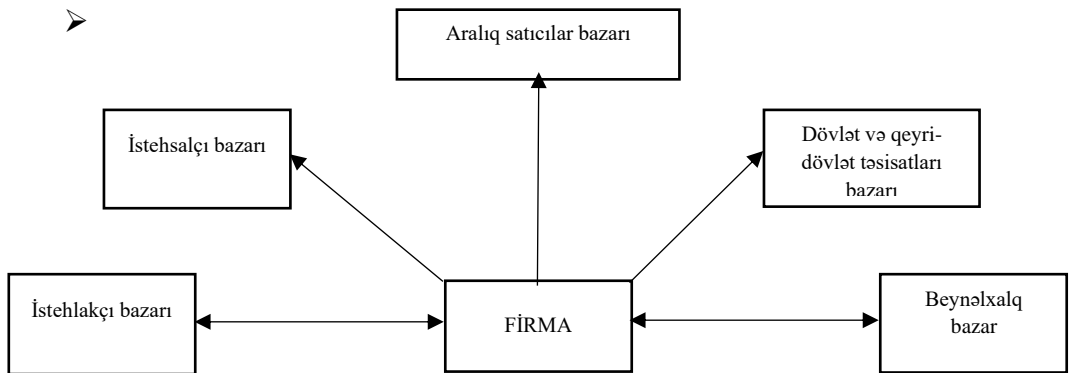 Aralıq satıcılar bazarı
İstehsalçı bazarı
Dövlət və qeyri-
dövlət təsisatları
bazarı
İstehlakçı bazarı
FİRMA
Beynəlxalq
bazar